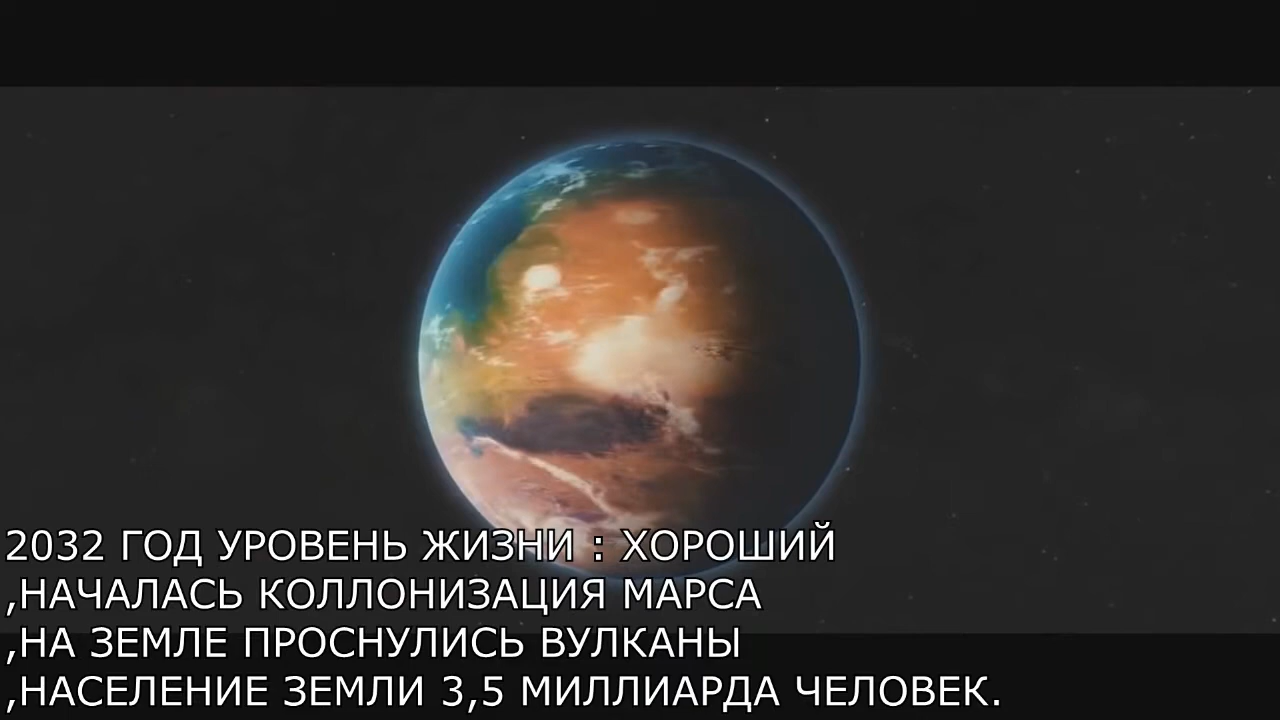 2032 ГОД УРОВЕНЬ ЖИЗНИ : ХОРОШИЙ
,НАЧАЛАСЬ КОЛЛОНИЗАЦИЯ МАРСА
,НА ЗЕМЛЕ ПРОСНУЛИСЬ ВУЛКАНЫ
,НАСЕЛЕНИЕ ЗЕМЛИ 3,5 МИЛЛИАРДА ЧЕЛОВЕК.